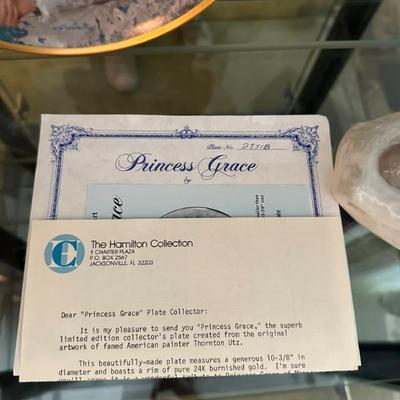 Plate No. 255-B
Princess Grace
by
The Hamilton Collection
1 CHARTER PLAZA
P.O. BOX 2567
JACKSONVILLE, FL 32203
Dear "Princess Grace" Plate Collector:
It is my pleasure to send you "Princess Grace," the superb
limited edition collector's plate created from the original
artwork of famed American painter Thornton Utz.
This beautifully-made plate measures a generous 10-3/8" in
diameter and boasts a rim of pure 24K burnished gold. I'm sure